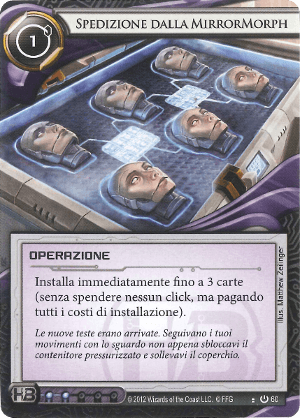 SPEDIZIONE DALLA MIRRORMORPH
1
OPERAZIONE
Installa immediatamente fino a 3 carte
(senza spendere nessun click, ma pagando
tutti i costi di installazione).
Le nuove teste erano arrivate. Seguivano i tuoi
movimenti con lo sguardo non appena sbloccavi il
contenitore pressurizzato e sollevavi il coperchio.
Illus. Matthew Zeilinger
HB
© 2012 Wizards of the Coast LLC. © FFG
60